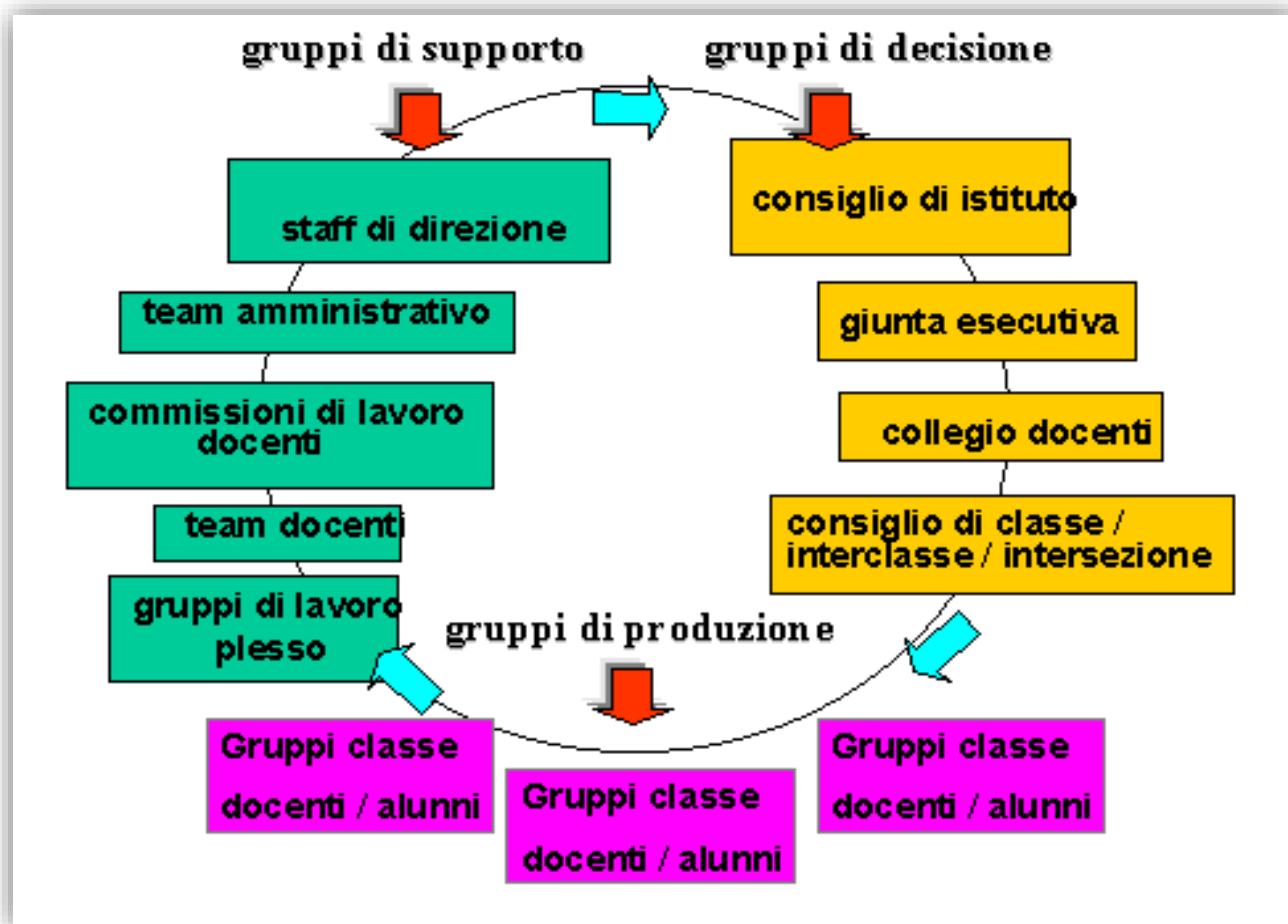 gruppi di supporto
gruppi di decisione
staff di direzione
team amministrativo
commissioni di lavoro
docenti
team docenti
gruppi di lavoro
plesso
consiglio di istituto
giunta esecutiva
collegio docenti
consiglio di classe /
interclasse / intersezione
gruppi di produzione
Gruppi classe
docenti / alunni
Gruppi classe
docenti / alunni
Gruppi classe
docenti / alunni